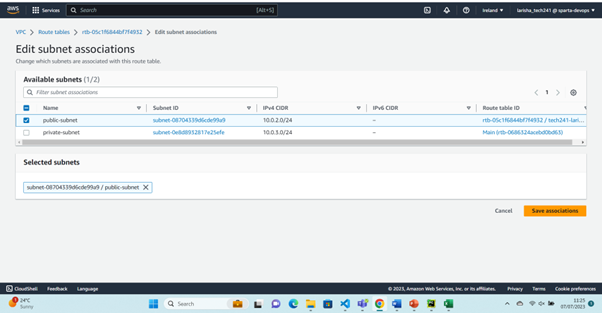 aws
Services
Search
[Alt+S]
Ireland
larisha_tech241 @ sparta-devops
VPC > Route tables > rtb-05c1f6844bf7f4932 > Edit subnet associations
Edit subnet associations
Change which subnets are associated with this route table.
Available subnets (1/2)
Filter subnet associations
1
Name
Subnet ID
IPv4 CIDR
IPv6 CIDR
Route table ID
public-subnet
subnet-08704339d6cde99a9
10.0.2.0/24
–
rtb-05c1f6844bf7f4932 / tech241-lari...
private-subnet
subnet-0e8d8952817e25efe
10.0.3.0/24
–
Main (rtb-0686324acebd0bd63)
Selected subnets
subnet-08704339d6cde99a9 / public-subnet
Cancel
Save associations
CloudShell
Feedback
Language
© 2023, Amazon Web Services, Inc. or its affiliates.
Privacy
Terms
Cookie preferences
24°C
Sunny
Search
11:25
07/07/2023